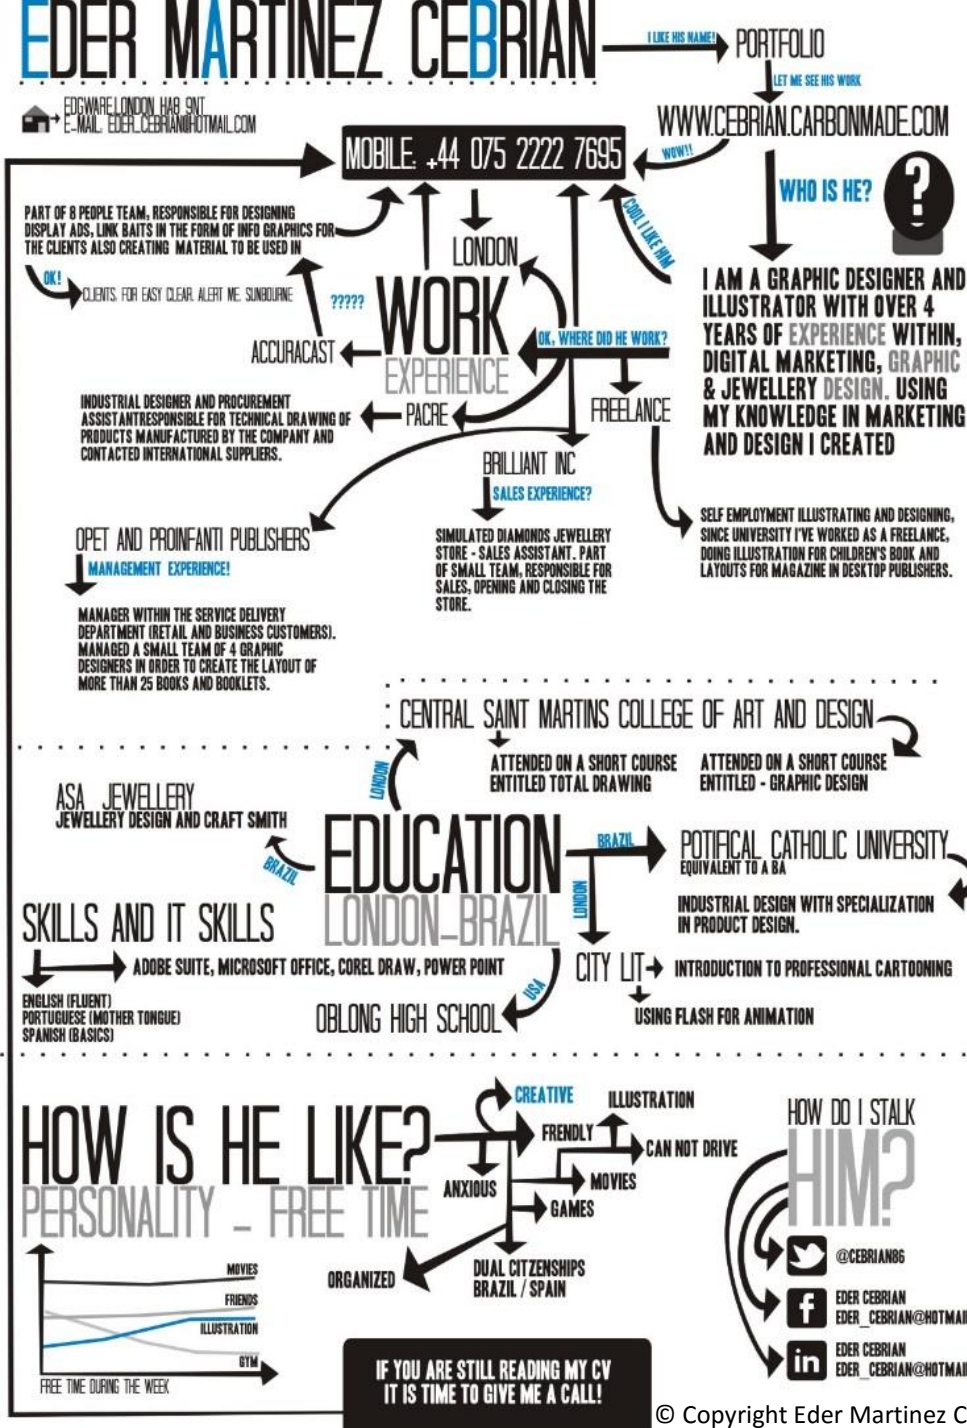 EDER MARTINEZ CEBRIAN
I LIKE HIS NAME!
PORTFOLIO
LET ME SEE HIS WORK
EDGWARE LONDON HA8 9NT
E-MAIL: EDER_CEBRIAN@HOTMAIL.COM
WWW.CEBRIAN.CARBONMADE.COM
WOW!!
MOBILE: +44 075 2222 7695
WHO IS HE?
?
COOL I LIKE HIM
PART OF 8 PEOPLE TEAM, RESPONSIBLE FOR DESIGNING
DISPLAY ADS, LINK BAITS IN THE FORM OF INFO GRAPHICS FOR
THE CLIENTS ALSO CREATING MATERIAL TO BE USED IN
OK!
CLIENTS. FOR EASY CLEAR. ALERT ME. SUNBOURNE
?????
LONDON
WORK
EXPERIENCE
OK, WHERE DID HE WORK?
ACCURACAST
I AM A GRAPHIC DESIGNER AND
ILLUSTRATOR WITH OVER 4
YEARS OF EXPERIENCE WITHIN,
DIGITAL MARKETING, GRAPHIC
& JEWELLERY DESIGN. USING
MY KNOWLEDGE IN MARKETING
AND DESIGN I CREATED
INDUSTRIAL DESIGNER AND PROCUREMENT
ASSISTANTRESPONSIBLE FOR TECHNICAL DRAWING OF
PRODUCTS MANUFACTURED BY THE COMPANY AND
CONTACTED INTERNATIONAL SUPPLIERS.
PACRE
FREELANCE
BRILLIANT INC
SALES EXPERIENCE?
SIMULATED DIAMONDS JEWELLERY
STORE - SALES ASSISTANT. PART
OF SMALL TEAM, RESPONSIBLE FOR
SALES, OPENING AND CLOSING THE
STORE.
SELF EMPLOYMENT ILLUSTRATING AND DESIGNING,
SINCE UNIVERSITY I'VE WORKED AS A FREELANCE,
DOING ILLUSTRATION FOR CHILDREN'S BOOK AND
LAYOUTS FOR MAGAZINE IN DESKTOP PUBLISHERS.
OPET AND PROINFANTI PUBLISHERS
MANAGEMENT EXPERIENCE!
MANAGER WITHIN THE SERVICE DELIVERY
DEPARTMENT (RETAIL AND BUSINESS CUSTOMERS).
MANAGED A SMALL TEAM OF 4 GRAPHIC
DESIGNERS IN ORDER TO CREATE THE LAYOUT OF
MORE THAN 25 BOOKS AND BOOKLETS.
CENTRAL SAINT MARTINS COLLEGE OF ART AND DESIGN
ATTENDED ON A SHORT COURSE
ENTITLED TOTAL DRAWING
ATTENDED ON A SHORT COURSE
ENTITLED - GRAPHIC DESIGN
LONDON
ASA JEWELLERY
JEWELLERY DESIGN AND CRAFT SMITH
BRAZIL
EDUCATION
LONDON-BRAZIL
BRAZIL
POTIFICAL CATHOLIC UNIVERSITY
EQUIVALENT TO A BA
INDUSTRIAL DESIGN WITH SPECIALIZATION
IN PRODUCT DESIGN.
LONDON
CITY LIT
INTRODUCTION TO PROFESSIONAL CARTOONING
USING FLASH FOR ANIMATION
USA
OBLONG HIGH SCHOOL
SKILLS AND IT SKILLS
ADOBE SUITE, MICROSOFT OFFICE, COREL DRAW, POWER POINT
ENGLISH (FLUENT)
PORTUGUESE (MOTHER TONGUE)
SPANISH (BASICS)
HOW IS HE LIKE?
PERSONALITY - FREE TIME
CREATIVE
ILLUSTRATION
FRENDLY
CAN NOT DRIVE
ANXIOUS
MOVIES
GAMES
ORGANIZED
DUAL CITZENSHIPS
BRAZIL / SPAIN
MOVIES
FRIENDS
ILLUSTRATION
GYM
FREE TIME DURING THE WEEK
HOW DO I STALK
HIM?
@CEBRIAN86
f
EDER CEBRIAN
EDER_CEBRIAN@HOTMAIL
in
EDER CEBRIAN
EDER_CEBRIAN@HOTMAIL
IF YOU ARE STILL READING MY CV
IT IS TIME TO GIVE ME A CALL!
© Copyright Eder Martinez C